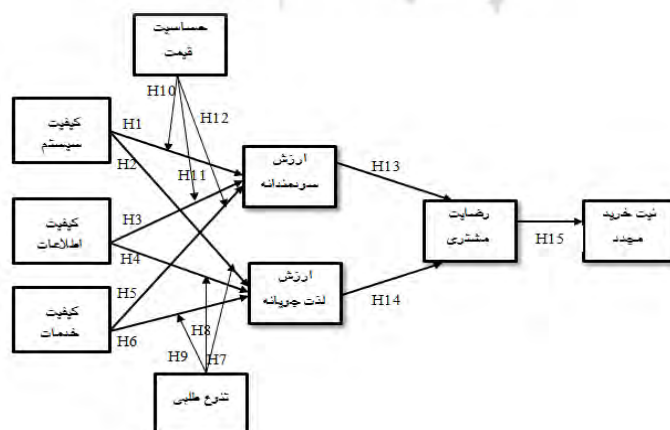 حساسیت
قیمت
H10
H12
کیفیت
سیستم
H1
H2
H11
ارزش
سودمندانه
H13
کیفیت
اطلاعات
H3
H4
رضایت
مشتری
H15
نیت خرید
مجدد
H5
ارزش
لذت جویانه
H14
کیفیت
خدمات
H6
H8
H7
H9
تنوع طلبی